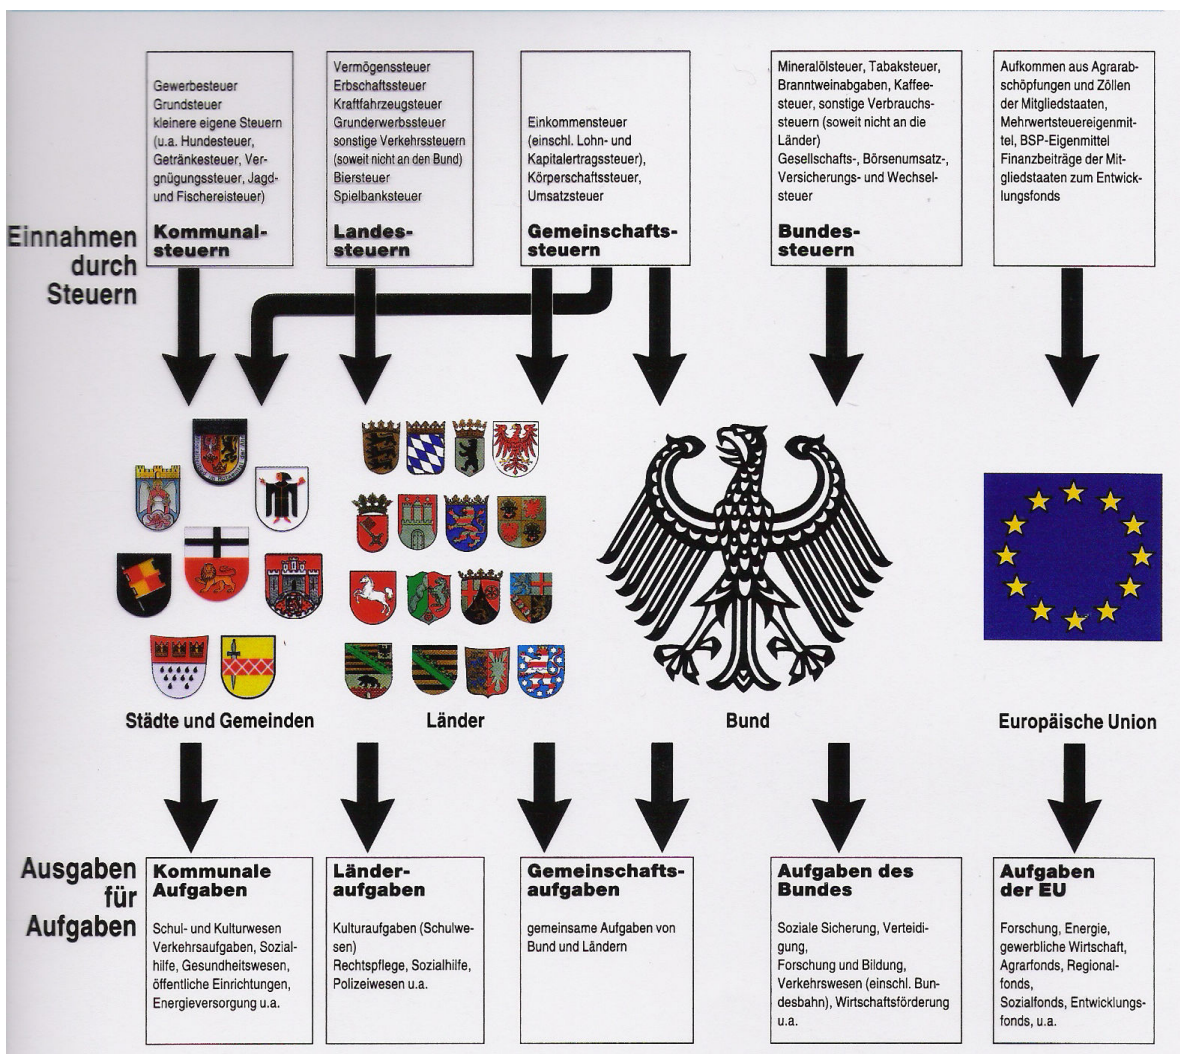 Gewerbesteuer
Grundsteuer
kleinere eigene Steuern
(u.a. Hundesteuer,
Getränkesteuer, Ver-
gnügungssteuer, Jagd-
und Fischereisteuer)
Kommunal-
steuern
Vermögenssteuer
Erbschaftssteuer
Kraftfahrzeugsteuer
Grunderwerbssteuer
sonstige Verkehrssteuern
(soweit nicht an den Bund)
Biersteuer
Spielbanksteuer
Landes-
steuern
Einkommensteuer
(einschl. Lohn- und
Kapitalertragssteuer),
Körperschaftssteuer,
Umsatzsteuer
Gemeinschafts-
steuern
Mineralölsteuer, Tabaksteuer,
Branntweinabgaben, Kaffee-
steuer, sonstige Verbrauchs-
steuern (soweit nicht an die
Länder)
Gesellschafts-, Börsenumsatz-,
Versicherungs- und Wechsel-
steuer
Bundes-
steuern
Aufkommen aus Agrarab-
schöpfungen und Zöllen
der Mitgliedstaaten,
Mehrwertsteuereigenmit-
tel, BSP-Eigenmittel
Finanzbeiträge der Mit-
gliedstaaten zum Entwick-
lungsfonds
Einnahmen
durch
Steuern
Städte und Gemeinden
Länder
Bund
Europäische Union
Ausgaben
für
Aufgaben
Kommunale
Aufgaben
Schul- und Kulturwesen
Verkehrsaufgaben, Sozial-
hilfe, Gesundheitswesen,
öffentliche Einrichtungen,
Energieversorgung u.a.
Länder-
aufgaben
Kulturaufgaben (Schulwe-
sen)
Rechtspflege, Sozialhilfe,
Polizeiwesen u.a.
Gemeinschafts-
aufgaben
gemeinsame Aufgaben von
Bund und Ländern
Aufgaben des
Bundes
Soziale Sicherung, Verteidi-
gung,
Forschung und Bildung,
Verkehrswesen (einschl. Bun-
desbahn), Wirtschaftsförderung
u.a.
Aufgaben
der EU
Forschung, Energie,
gewerbliche Wirtschaft,
Agrarfonds, Regional-
fonds,
Sozialfonds, Entwicklungs-
fonds, u.a.